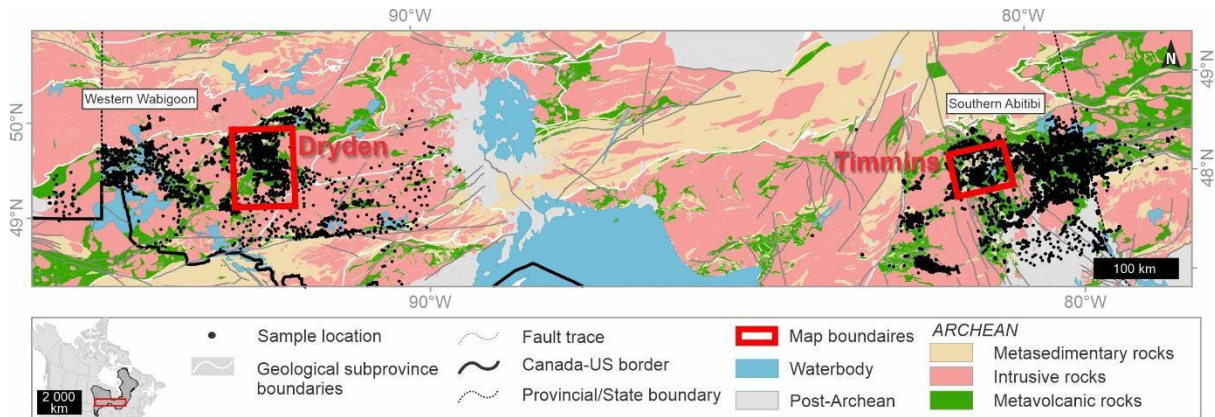 90°W
80°W
49°N
50°N
49°N
48°N
49°N
48°N
Western Wabigoon
Southern Abitibi
N
Dryden
Timmins
100 km
90°W
80°W
2 000
km
Sample location
Geological subprovince
boundaries
Fault trace
Canada-US border
Provincial/State boundary
Map boundaires
Waterbody
Post-Archean
ARCHEAN
Metasedimentary rocks
Intrusive rocks
Metavolcanic rocks